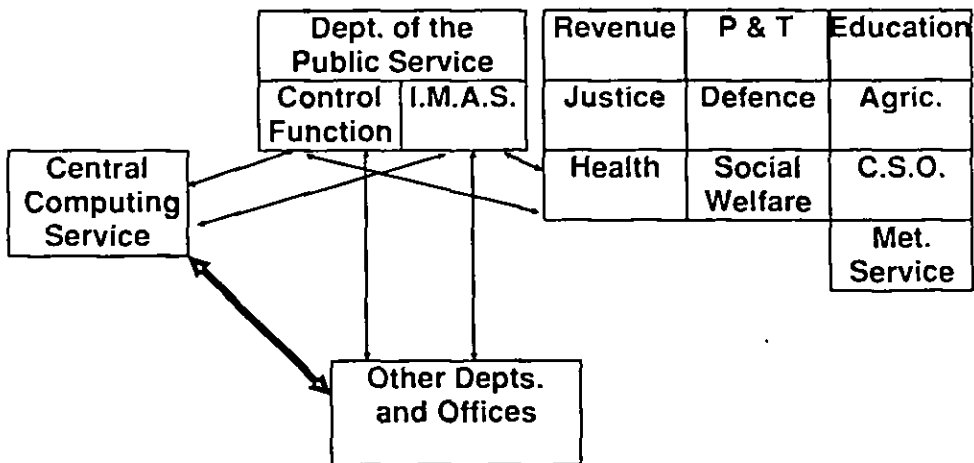 Dept. of the
Public Service
Control
Function
I.M.A.S.
Revenue
P & T
Education
Justice
Defence
Agric.
Health
Social
Welfare
C.S.O.
Met.
Service
Central
Computing
Service
Other Depts.
and Offices